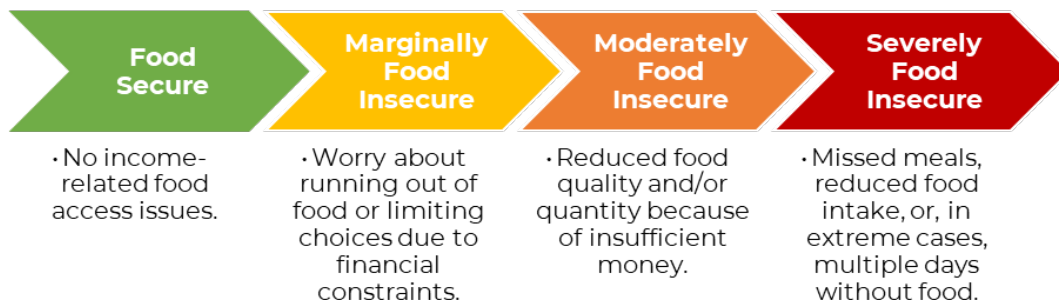 Food
Secure
· No income-
related food
access issues.
Marginally
Food
Insecure
· Worry about
running out of
food or limiting
choices due to
financial
constraints.
Moderately
Food
Insecure
· Reduced food
quality and/or
quantity because
of insufficient
money.
Severely
Food
Insecure
· Missed meals,
reduced food
intake, or, in
extreme cases,
multiple days
without food.